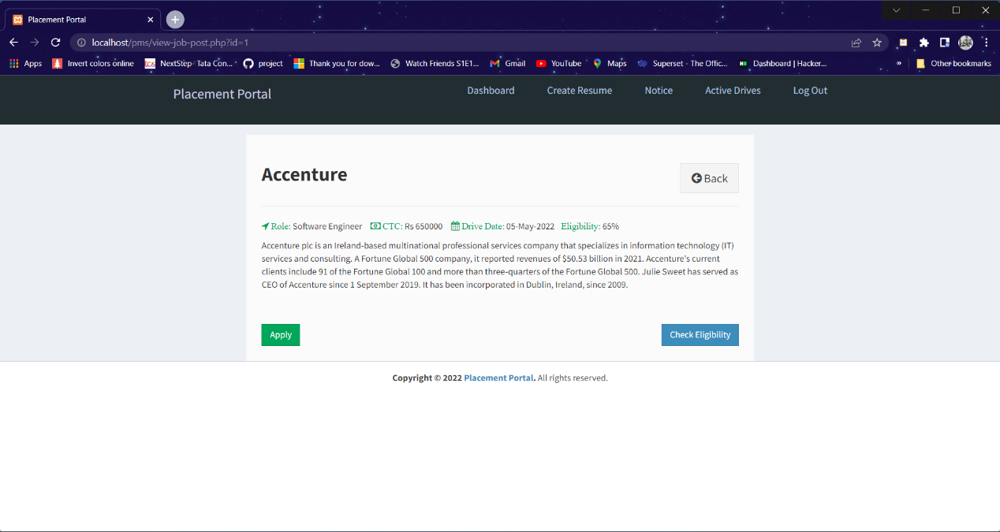 Placement Portal
localhost/pms/view-job-post.php?id=1
Apps Invert colors online NextStep - Tata Con... project Thank you for dow... Watch Friends S1E1... Gmail YouTube Maps Superset - The Offic... Dashboard | Hacker... » Other bookmarks
Placement Portal Dashboard Create Resume Notice Active Drives Log Out
Accenture Back
Role: Software Engineer CTC: Rs 650000 Drive Date: 05-May-2022 Eligibility: 65%
Accenture plc is an Ireland-based multinational professional services company that specializes in information technology (IT)
services and consulting. A Fortune Global 500 company, it reported revenues of $50.53 billion in 2021. Accenture's current
clients include 91 of the Fortune Global 100 and more than three-quarters of the Fortune Global 500. Julie Sweet has served as
CEO of Accenture since 1 September 2019. It has been incorporated in Dublin, Ireland, since 2009.
Apply Check Eligibility
Copyright © 2022 Placement Portal. All rights reserved.